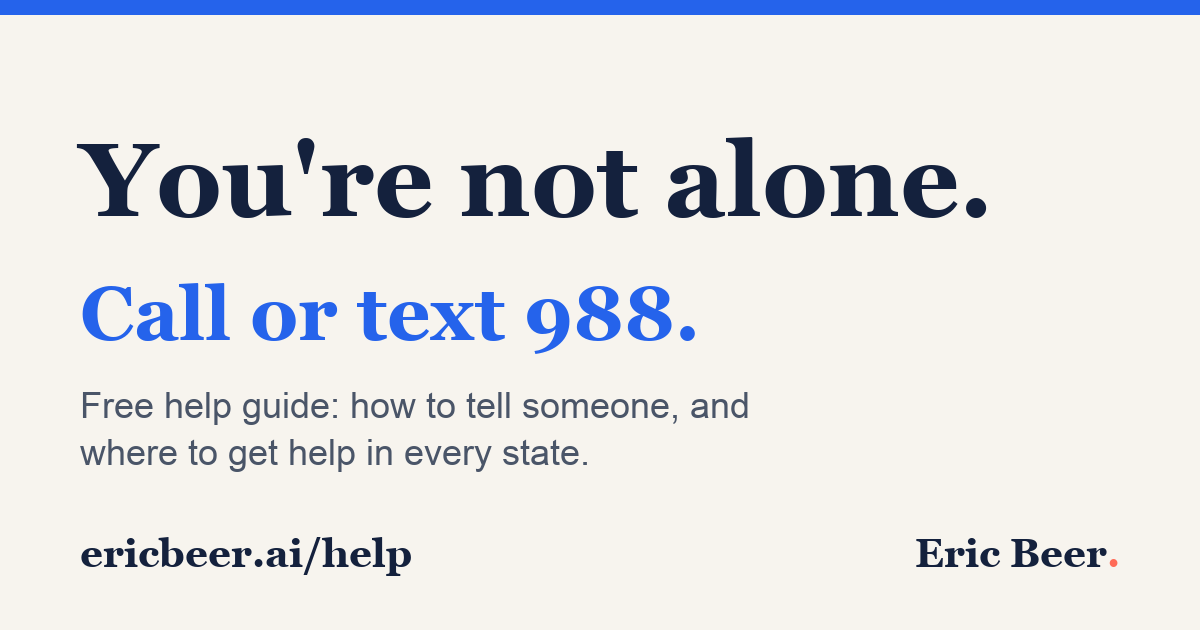 You're not alone.
Call or text 988.
Free help guide: how to tell someone, and
where to get help in every state.
ericbeer.ai/help
Eric Beer.